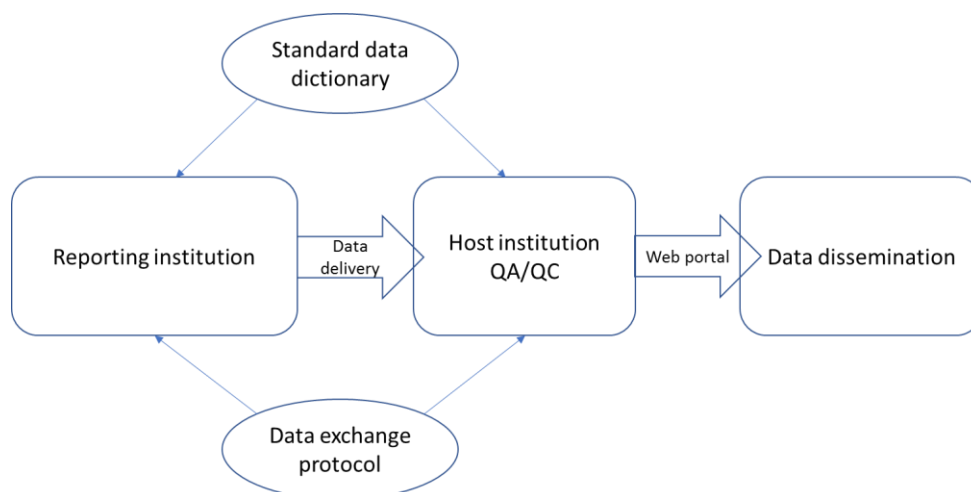 Standard data
dictionary
Reporting institution
Data
delivery
Host institution
QA/QC
Web portal
Data dissemination
Data exchange
protocol